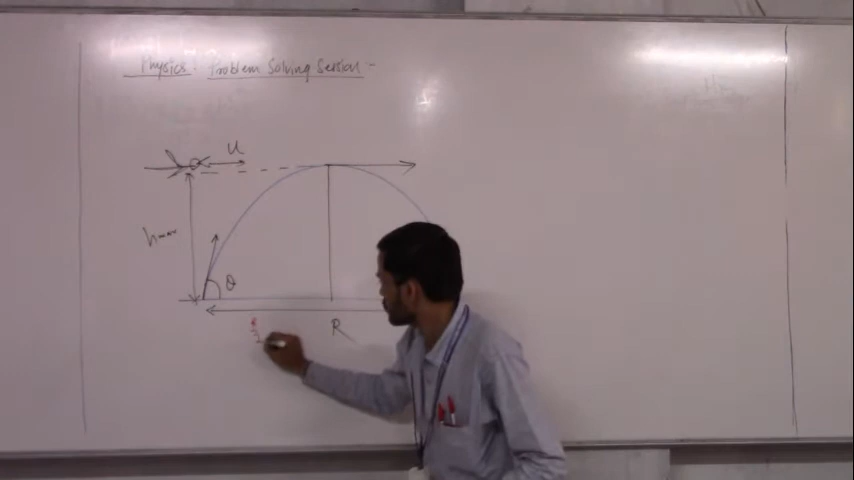 Physics: Problem Solving Session -
u
hmax
θ
R